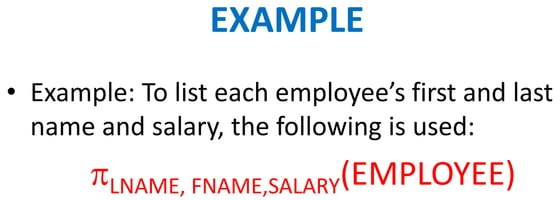 EXAMPLE
• Example: To list each employee’s first and last
name and salary, the following is used:
πLNAME, FNAME,SALARY(EMPLOYEE)